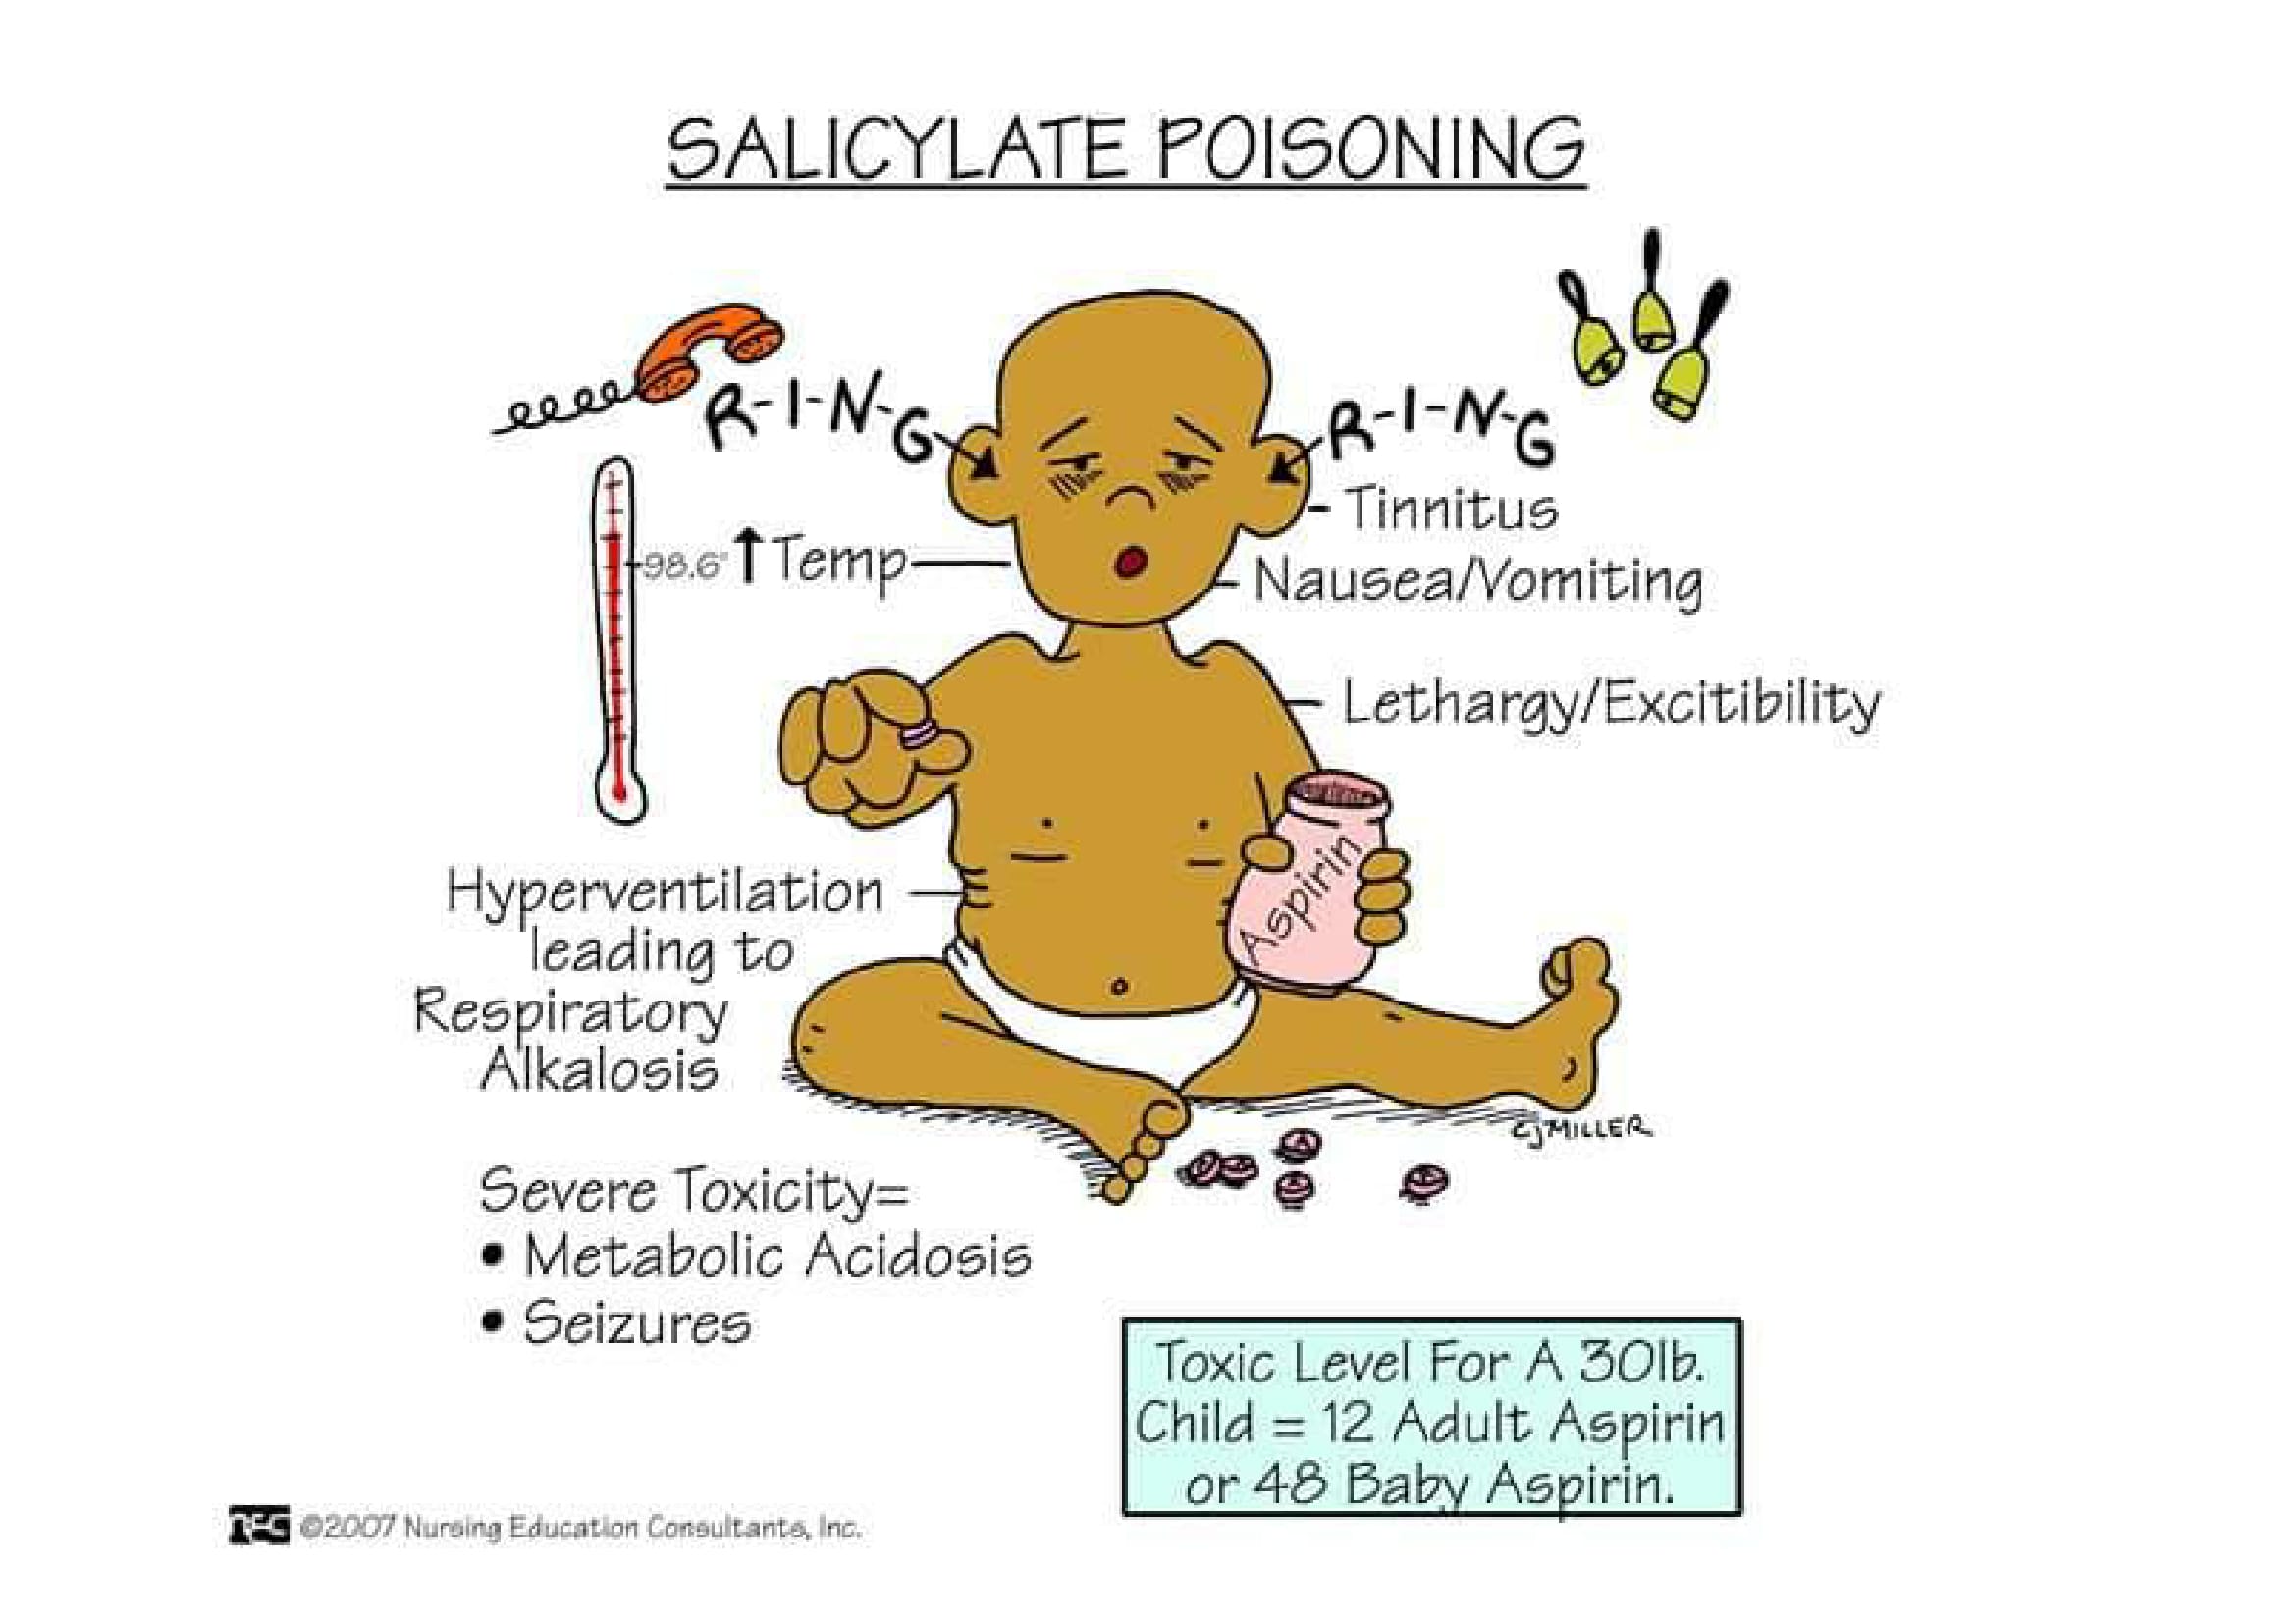 SALICYLATE POISONING
R-I-N-G
R-I-N-G
Tinnitus
98.6° ↑ Temp
Nausea/Vomiting
Lethargy/Excitibility
Aspirin
Hyperventilation
leading to
Respiratory
Alkalosis
CJMILLER
Severe Toxicity=
• Metabolic Acidosis
• Seizures
Toxic Level For A 30lb.
Child = 12 Adult Aspirin
or 48 Baby Aspirin.
nec ©2007 Nursing Education Consultants, Inc.